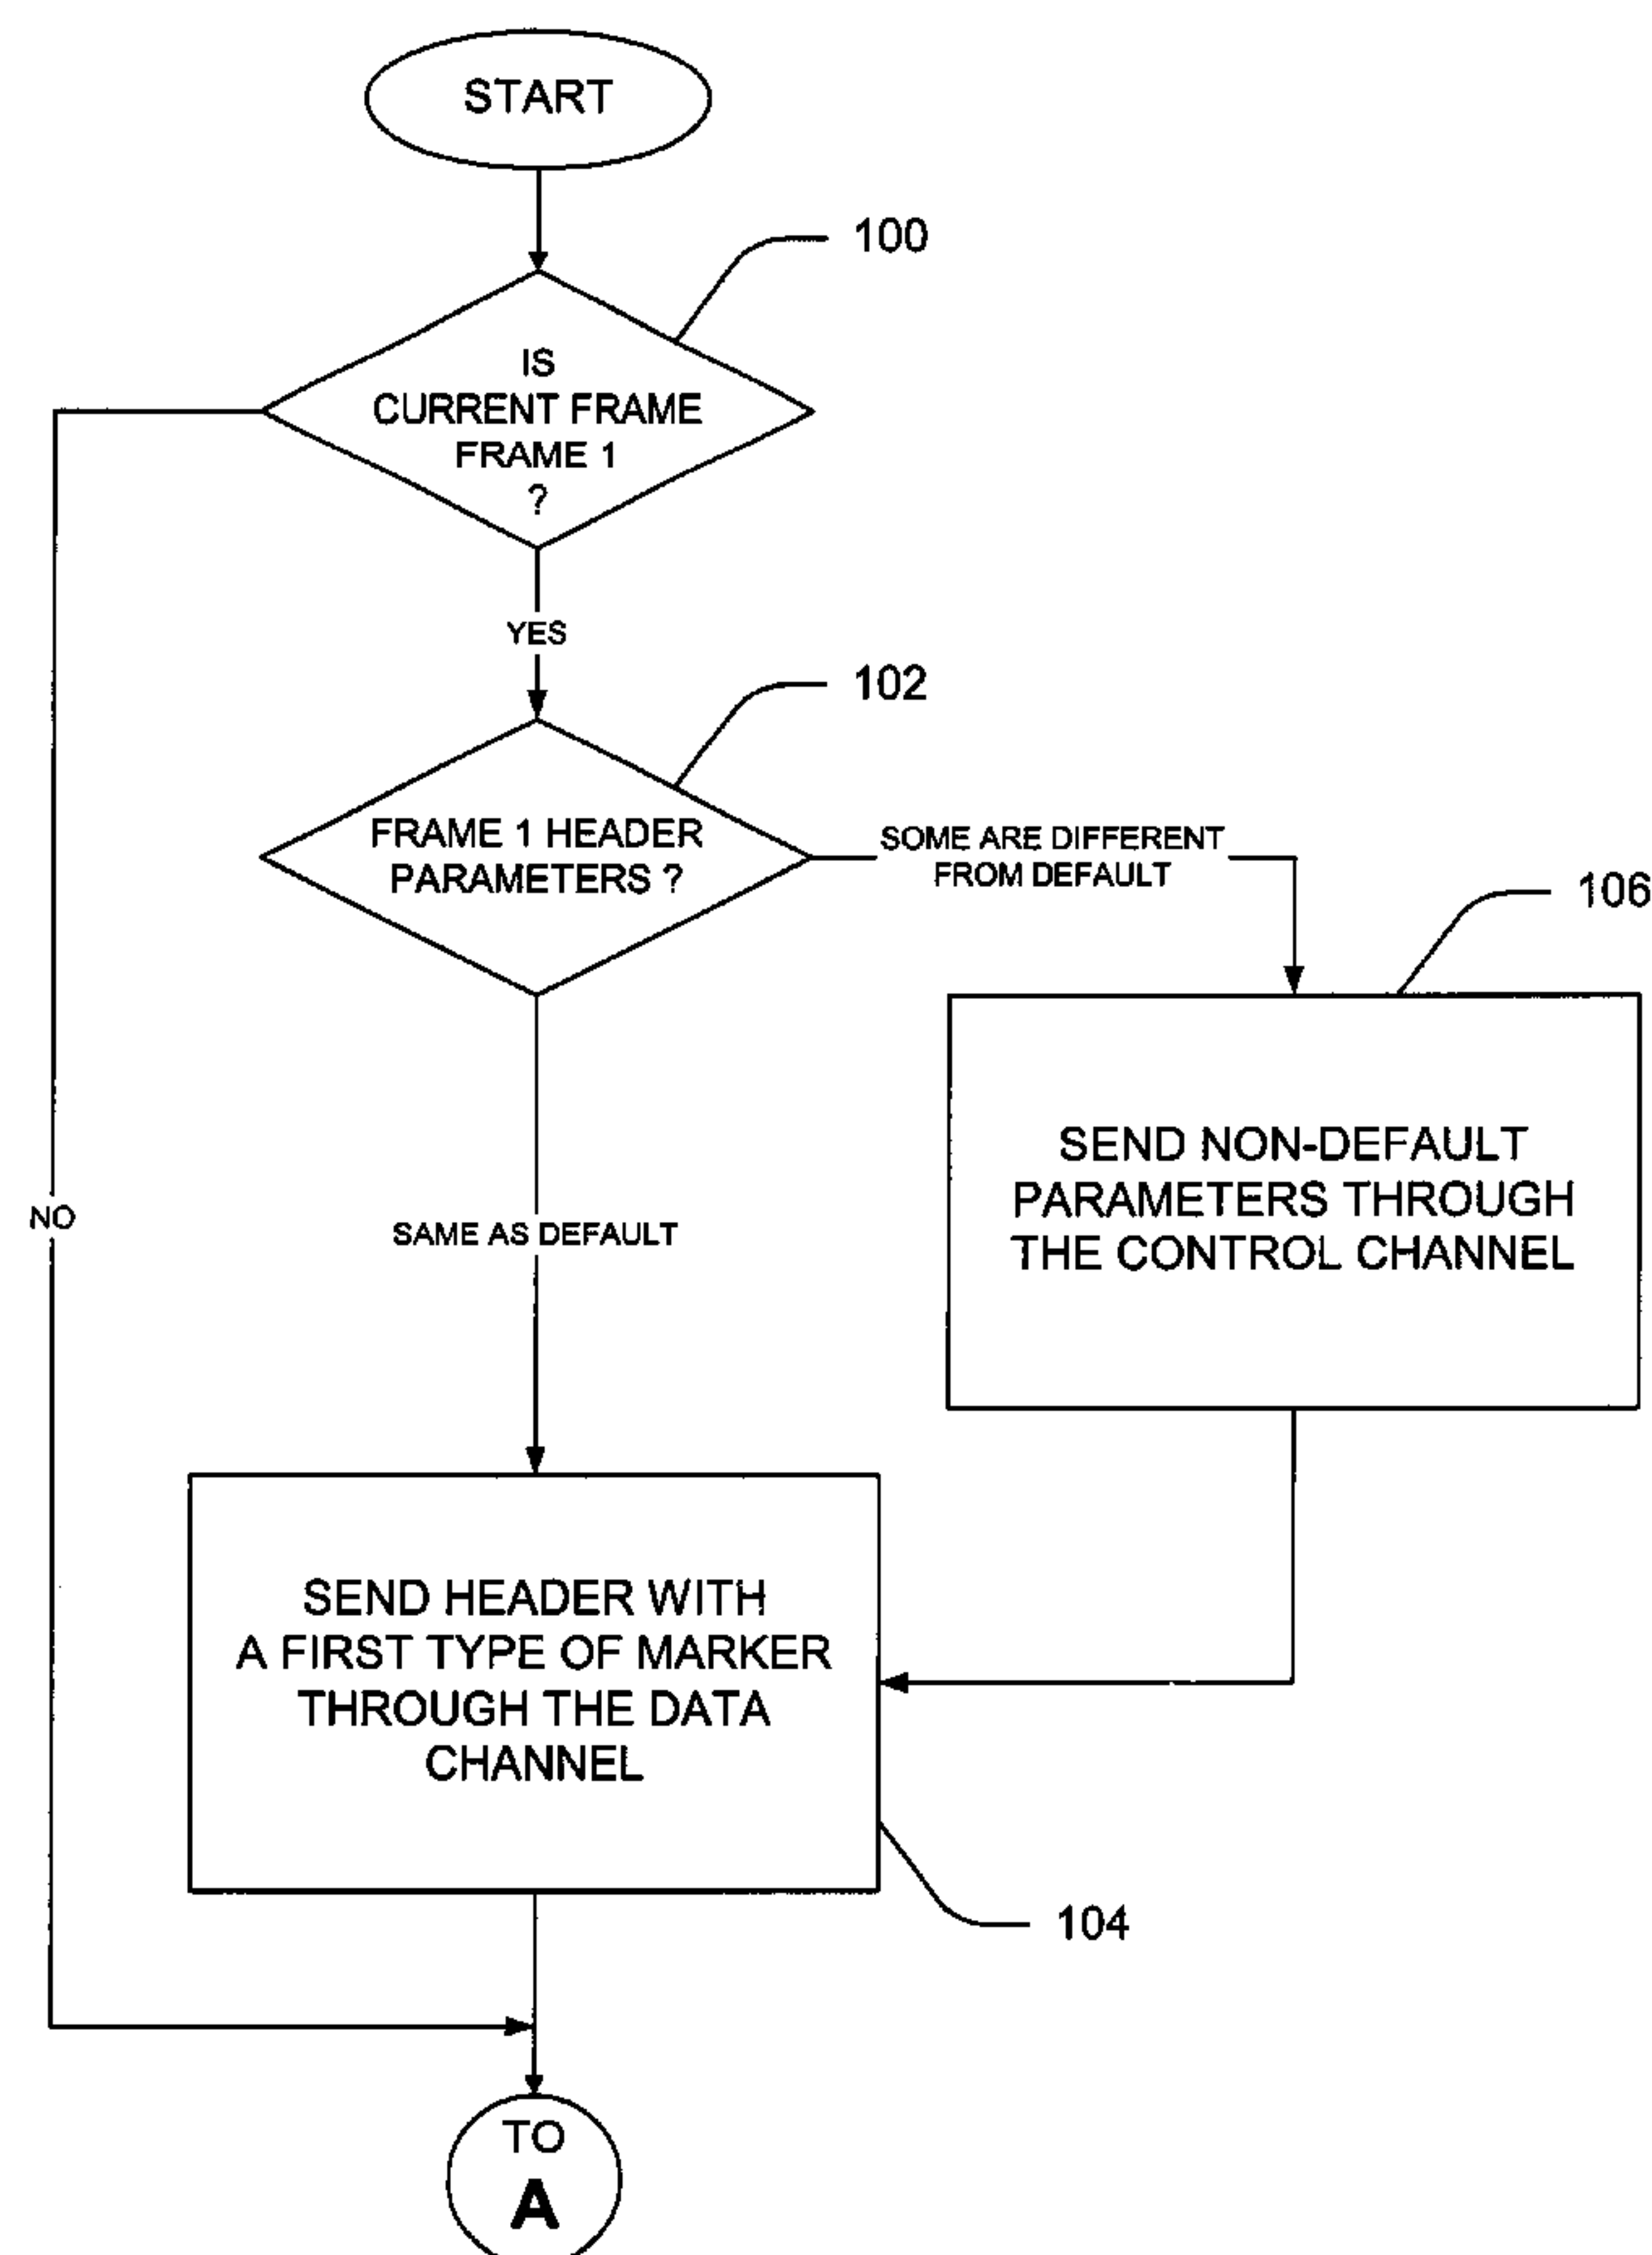 START
100
IS
CURRENT FRAME
FRAME 1
?
YES
102
FRAME 1 HEADER
PARAMETERS ?
SOME ARE DIFFERENT
FROM DEFAULT
106
SEND NON-DEFAULT
PARAMETERS THROUGH
THE CONTROL CHANNEL
NO
SAME AS DEFAULT
SEND HEADER WITH
A FIRST TYPE OF MARKER
THROUGH THE DATA
CHANNEL
104
TO
A